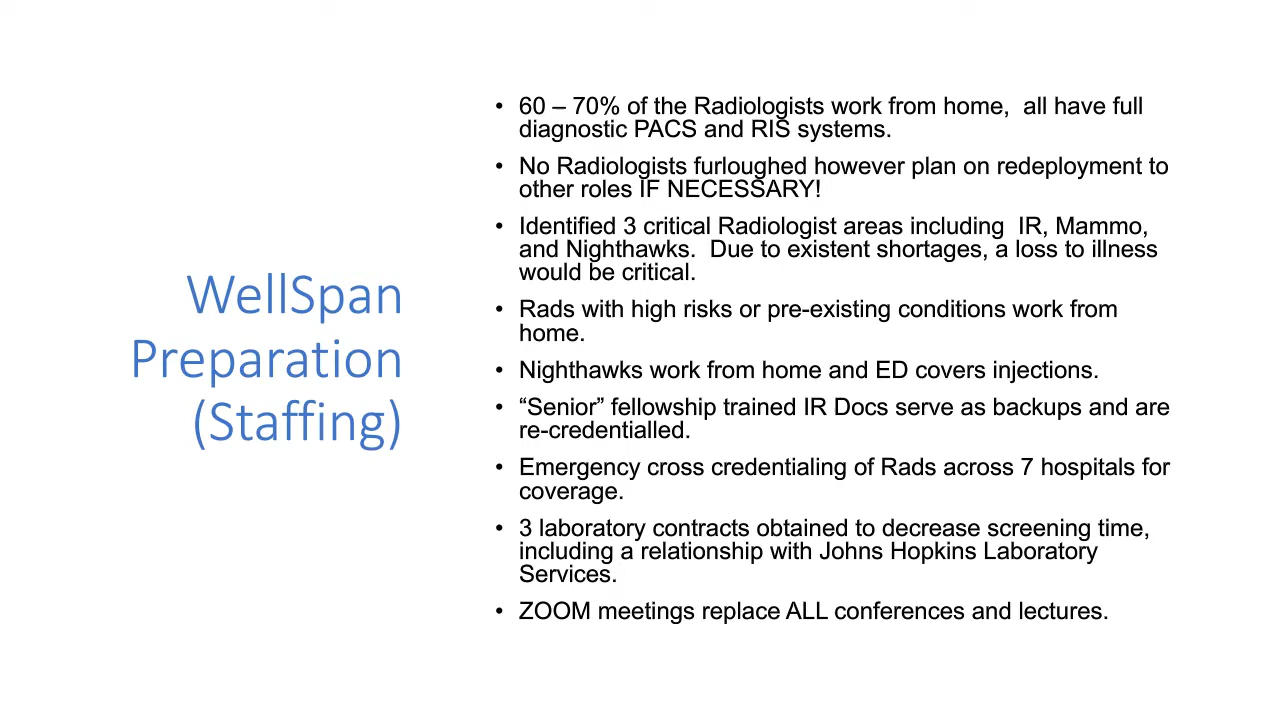 WellSpan
Preparation
(Staffing)
• 60 – 70% of the Radiologists work from home,  all have full
diagnostic PACS and RIS systems.
• No Radiologists furloughed however plan on redeployment to
other roles IF NECESSARY!
• Identified 3 critical Radiologist areas including  IR, Mammo,
and Nighthawks.  Due to existent shortages, a loss to illness
would be critical.
• Rads with high risks or pre-existing conditions work from
home.
• Nighthawks work from home and ED covers injections.
• “Senior” fellowship trained IR Docs serve as backups and are
re-credentialled.
• Emergency cross credentialing of Rads across 7 hospitals for
coverage.
• 3 laboratory contracts obtained to decrease screening time,
including a relationship with Johns Hopkins Laboratory
Services.
• ZOOM meetings replace ALL conferences and lectures.